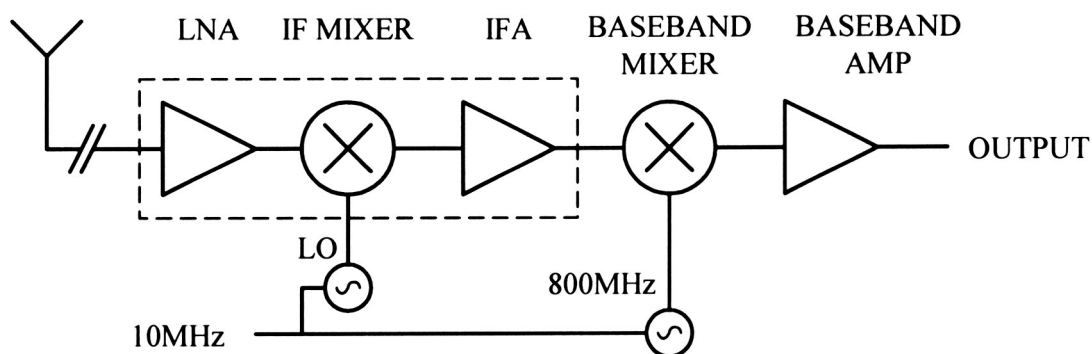 LNA
IF MIXER
IFA
BASEBAND
MIXER
BASEBAND
AMP
OUTPUT
LO
800MHz
10MHz